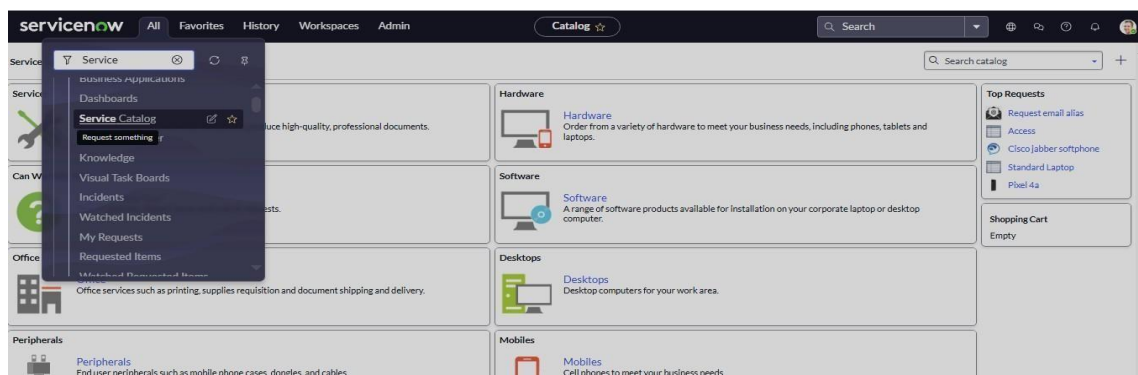 servicenow
All
Favorites
History
Workspaces
Admin
Catalog
Search
Service
Service
Search catalog
Business Applications
Dashboards
Service Catalog
Request something
Knowledge
Visual Task Boards
Incidents
Watched Incidents
My Requests
Requested Items
Watched Requested Items
Service
uce high-quality, professional documents.
Hardware
Hardware
Order from a variety of hardware to meet your business needs, including phones, tablets and
laptops.
Top Requests
Request email alias
Access
Cisco jabber softphone
Standard Laptop
Pixel 4a
Can W
ests.
Software
Software
A range of software products available for installation on your corporate laptop or desktop
computer.
Shopping Cart
Empty
Office
Office services such as printing, supplies requisition and document shipping and delivery.
Desktops
Desktops
Desktop computers for your work area.
Peripherals
Peripherals
End user peripherals such as mobile phone cases, dongles, and cables
Mobiles
Mobiles
Cell phones to meet your business needs.